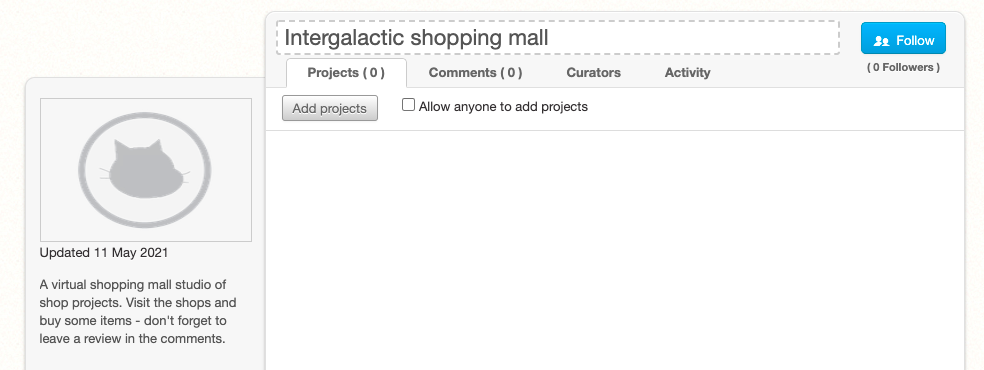 Intergalactic shopping mall
Follow
( 0 Followers )
Projects ( 0 )
Comments ( 0 )
Curators
Activity
Add projects
Allow anyone to add projects
Updated 11 May 2021
A virtual shopping mall studio of
shop projects. Visit the shops and
buy some items - don't forget to
leave a review in the comments.